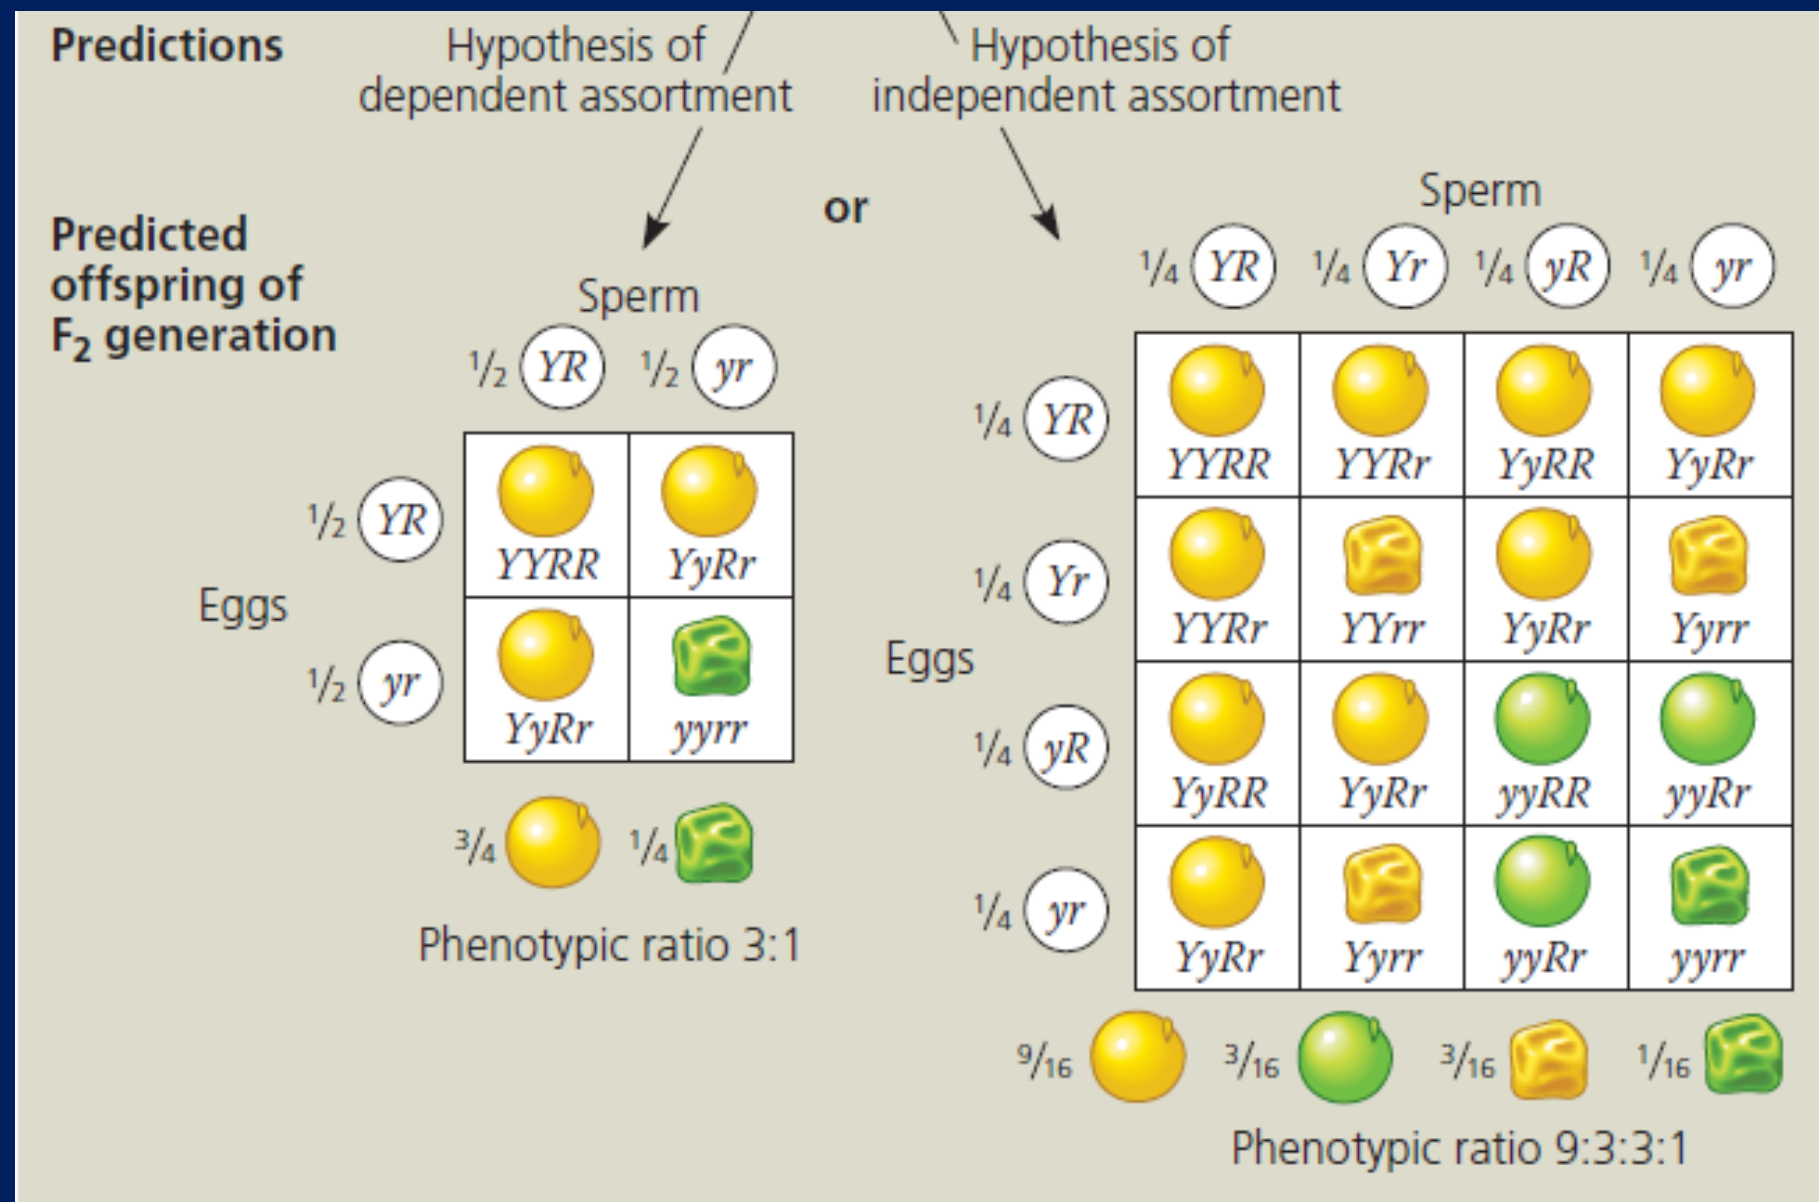 Predictions
Hypothesis of
dependent assortment
Hypothesis of
independent assortment
or
Predicted
offspring of
F₂ generation
Sperm
1/2 YR 1/2 yr
Eggs
1/2 YR
YYRR YyRr
1/2 yr
YyRr yyrr
3/4 1/4
Phenotypic ratio 3:1
Sperm
1/4 YR 1/4 Yr 1/4 yR 1/4 yr
Eggs
1/4 YR
YYRR YYRr YyRR YyRr
1/4 Yr
YYRr YYrr YyRr Yyrr
1/4 yR
YyRR YyRr yyRR yyRr
1/4 yr
YyRr Yyrr yyRr yyrr
9/16 3/16 3/16 1/16
Phenotypic ratio 9:3:3:1